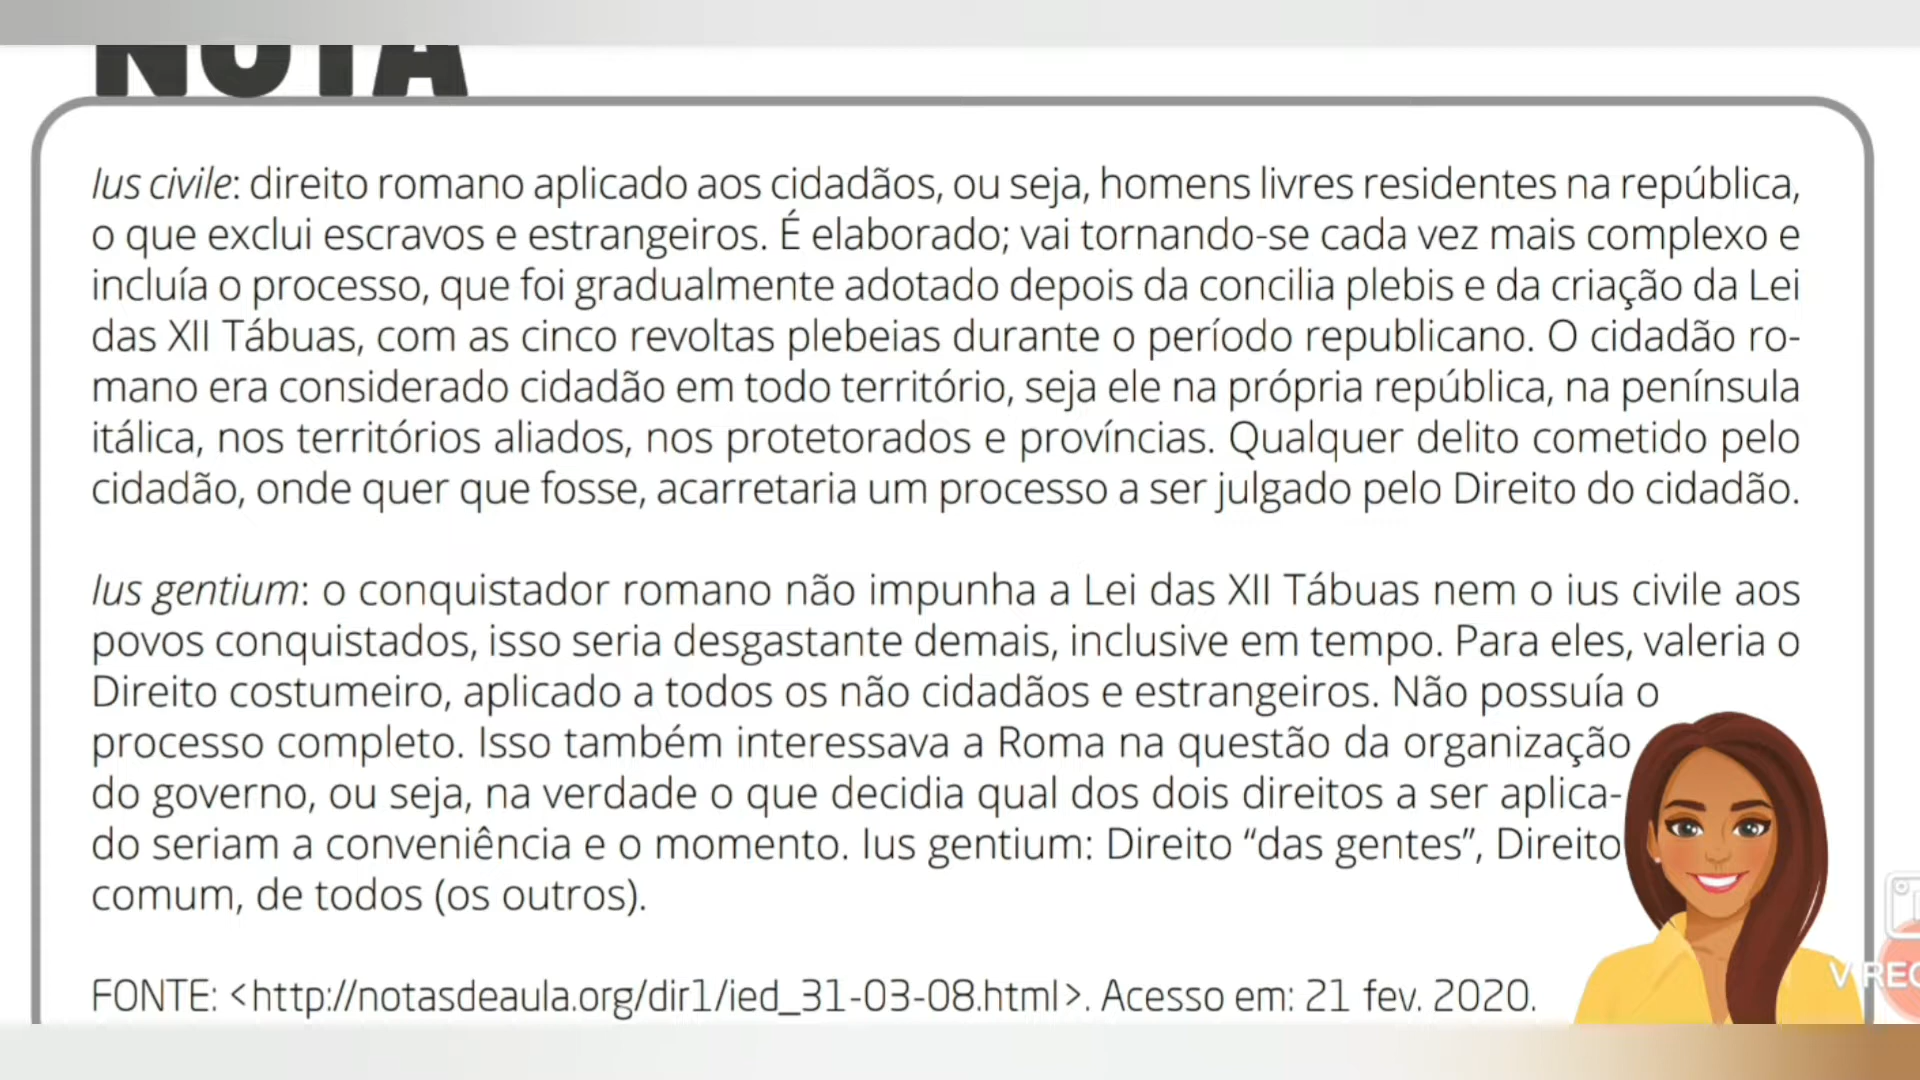 NOTA
Ius civile: direito romano aplicado aos cidadãos, ou seja, homens livres residentes na república,
o que exclui escravos e estrangeiros. É elaborado; vai tornando-se cada vez mais complexo e
incluía o processo, que foi gradualmente adotado depois da concilia plebis e da criação da Lei
das XII Tábuas, com as cinco revoltas plebeias durante o período republicano. O cidadão ro-
mano era considerado cidadão em todo território, seja ele na própria república, na península
itálica, nos territórios aliados, nos protetorados e províncias. Qualquer delito cometido pelo
cidadão, onde quer que fosse, acarretaria um processo a ser julgado pelo Direito do cidadão.
Ius gentium: o conquistador romano não impunha a Lei das XII Tábuas nem o ius civile aos
povos conquistados, isso seria desgastante demais, inclusive em tempo. Para eles, valeria o
Direito costumeiro, aplicado a todos os não cidadãos e estrangeiros. Não possuía o
processo completo. Isso também interessava a Roma na questão da organização
do governo, ou seja, na verdade o que decidia qual dos dois direitos a ser aplica-
do seriam a conveniência e o momento. Ius gentium: Direito “das gentes”, Direito
comum, de todos (os outros).
FONTE: <http://notasdeaula.org/dir1/ied_31-03-08.html>. Acesso em: 21 fev. 2020.
V REC